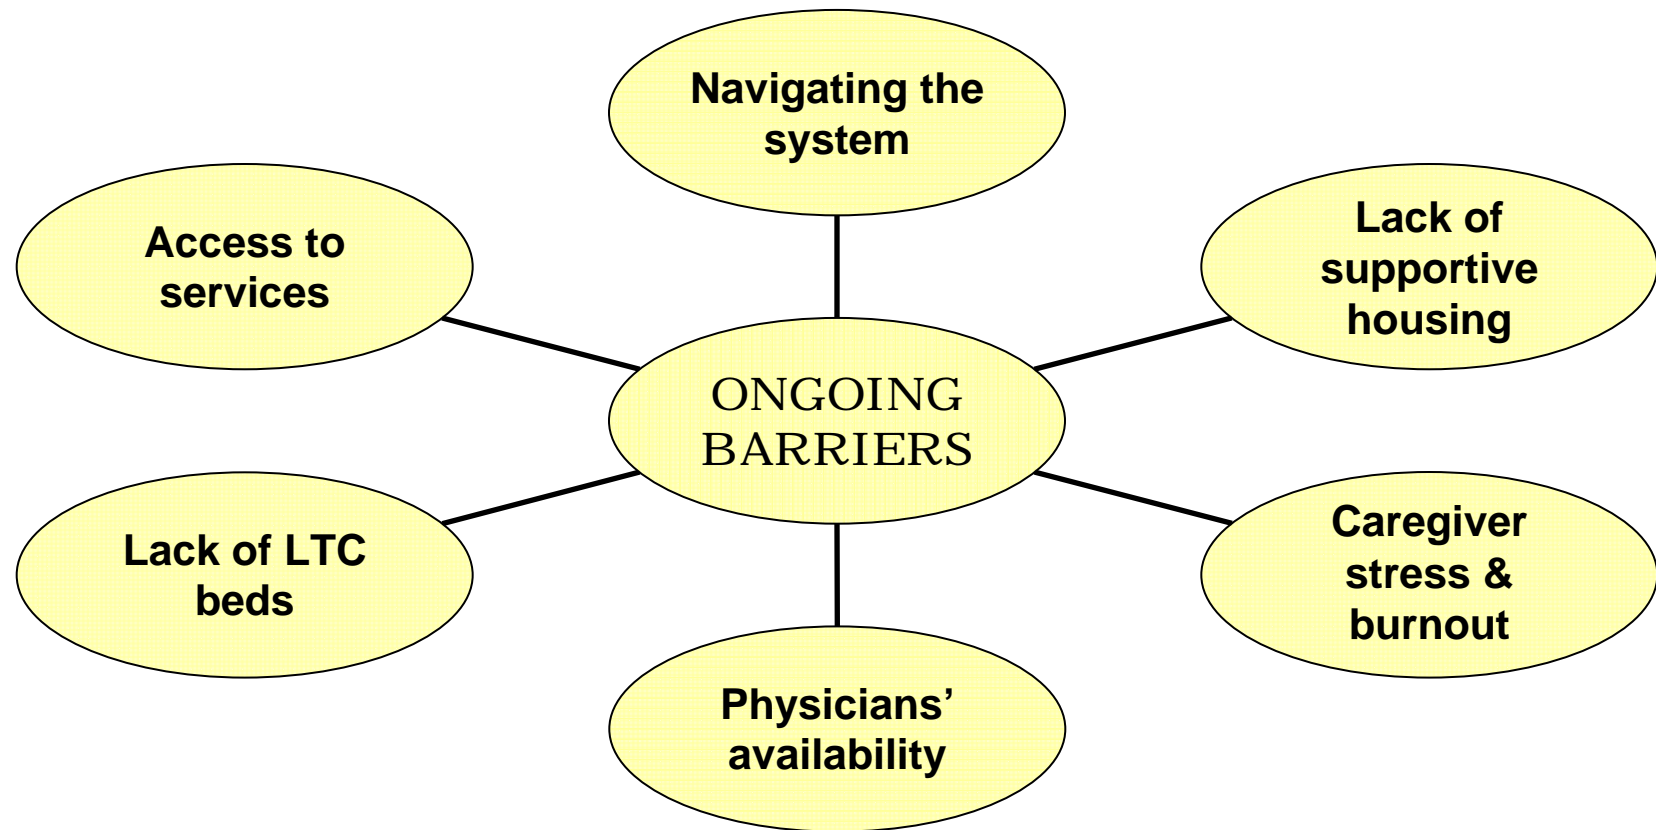 Navigating the
system
Access to
services
Lack of
supportive
housing
ONGOING
BARRIERS
Lack of LTC
beds
Caregiver
stress &
burnout
Physicians’
availability